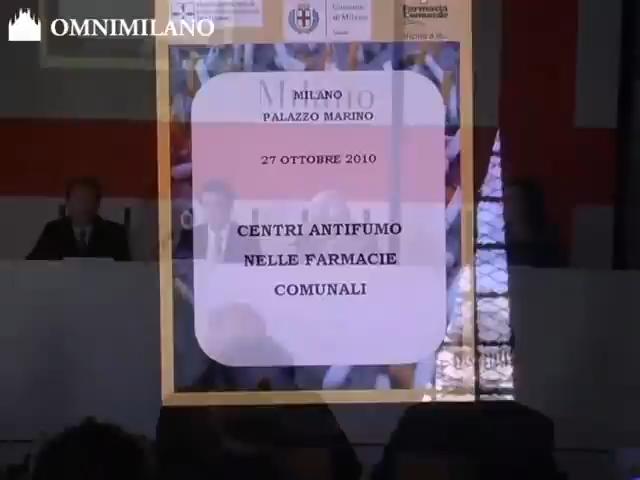 OMNIMILANO
Comune
di Milano
Farmacia
Comunale
Milano
MILANO
PALAZZO MARINO
27 OTTOBRE 2010
CENTRI ANTIFUMO
NELLE FARMACIE
COMUNALI